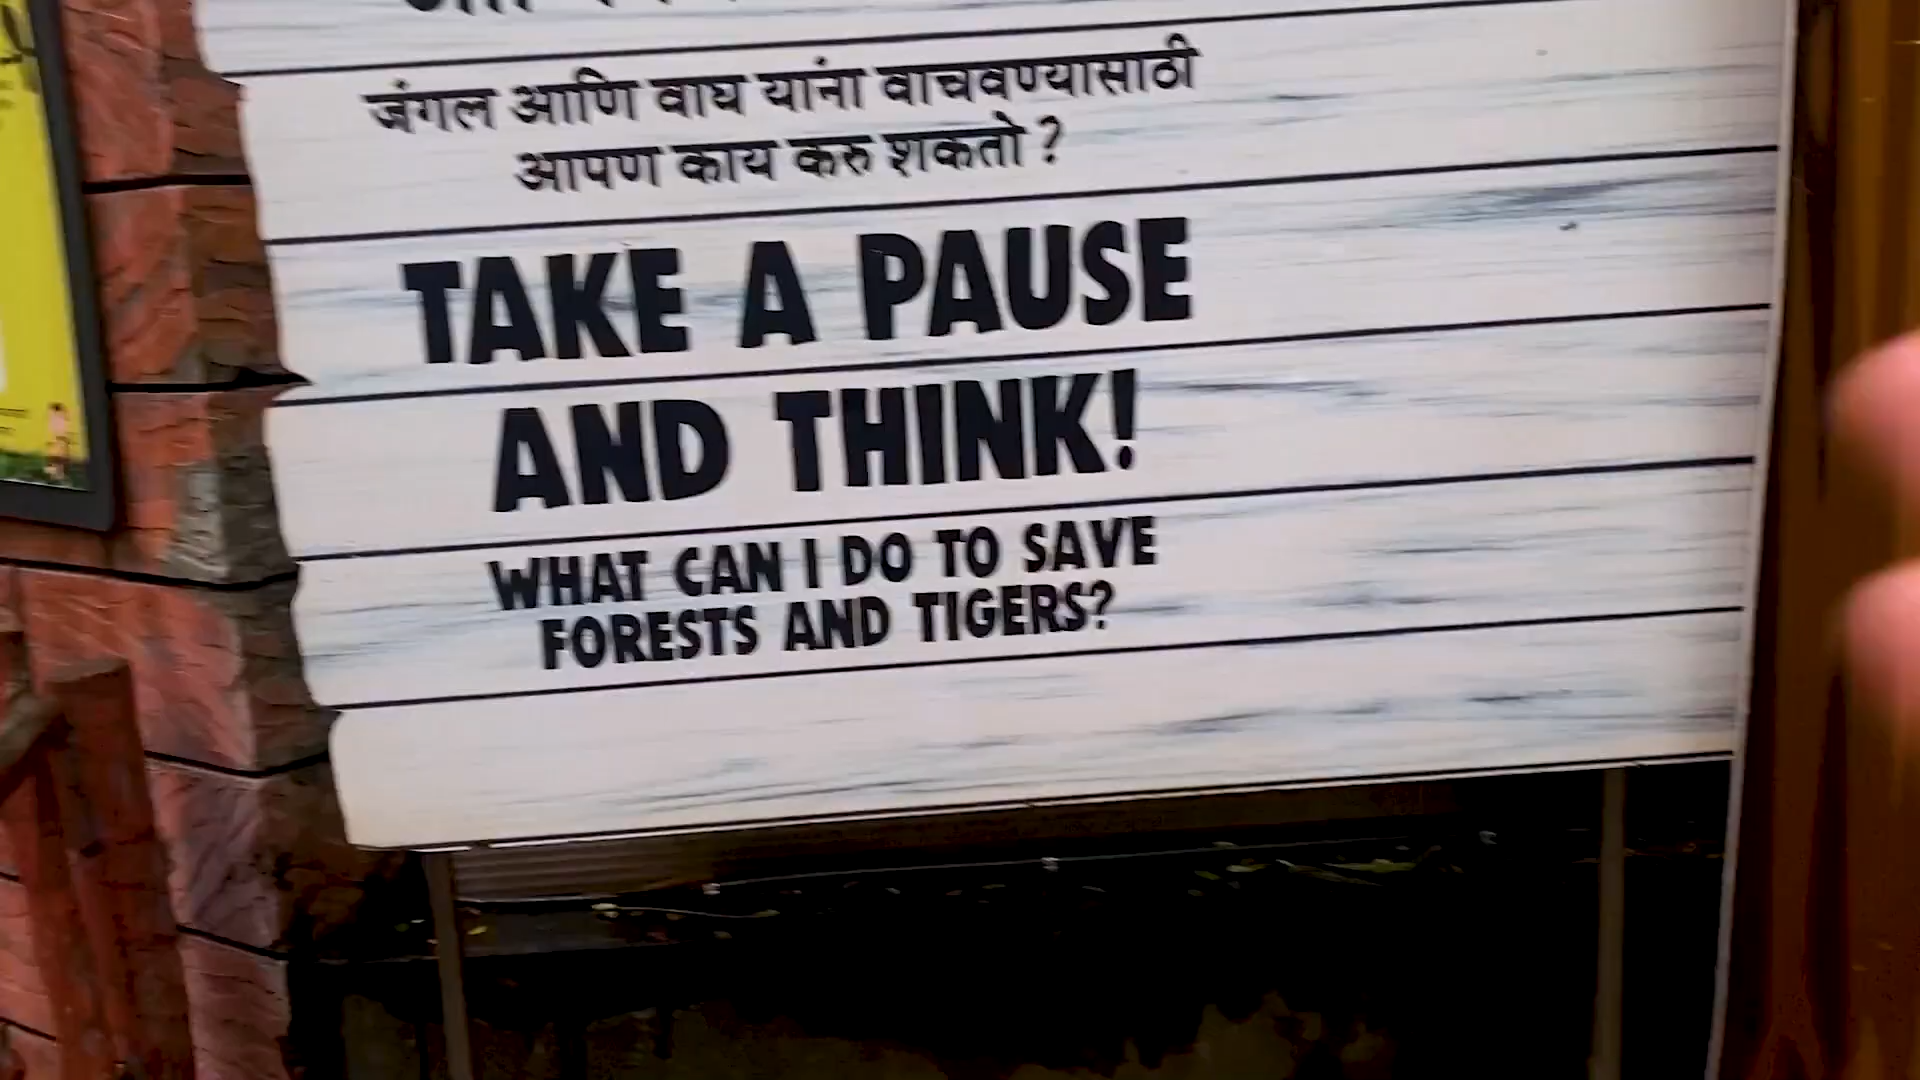 जंगल आणि वाघ यांना वाचवण्यासाठी
आपण काय करु शकतो ?
TAKE A PAUSE
AND THINK!
WHAT CAN I DO TO SAVE
FORESTS AND TIGERS?